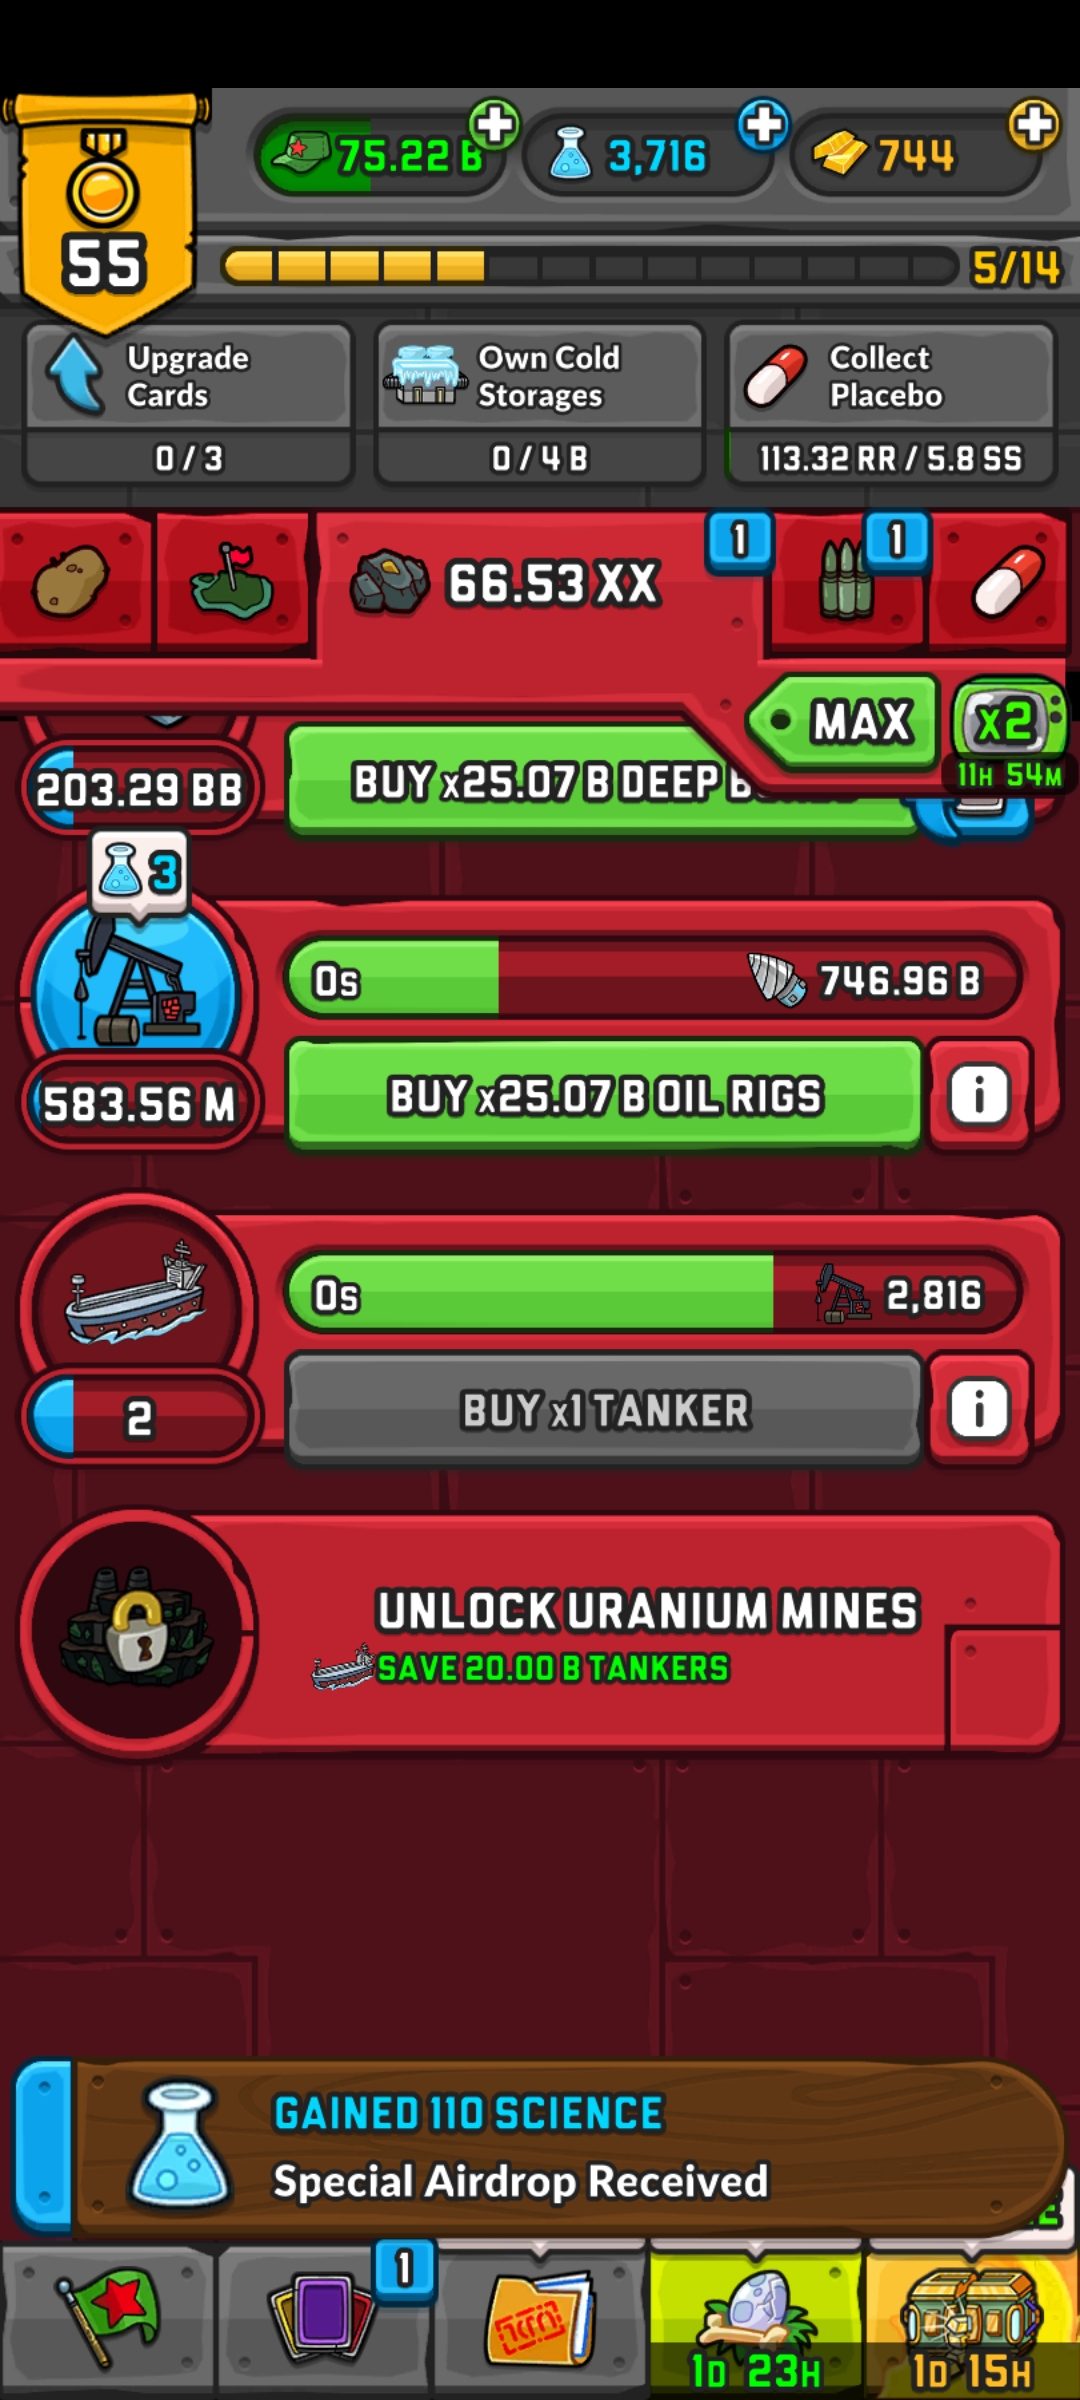 75.22 B
3,716
744
55
5/14
Upgrade
Cards
0 / 3
Own Cold
Storages
0 / 4 B
Collect
Placebo
113.32 RR / 5.8 SS
66.53 XX
1
1
MAX
x2
11H 54M
203.29 BB
BUY x25.07 B DEEP
3
0s
746.96 B
583.56 M
BUY x25.07 B OIL RIGS
i
0s
2,816
2
BUY x1 TANKER
i
UNLOCK URANIUM MINES
SAVE 20.00 B TANKERS
GAINED 110 SCIENCE
Special Airdrop Received
1
1D 23H
1D 15H